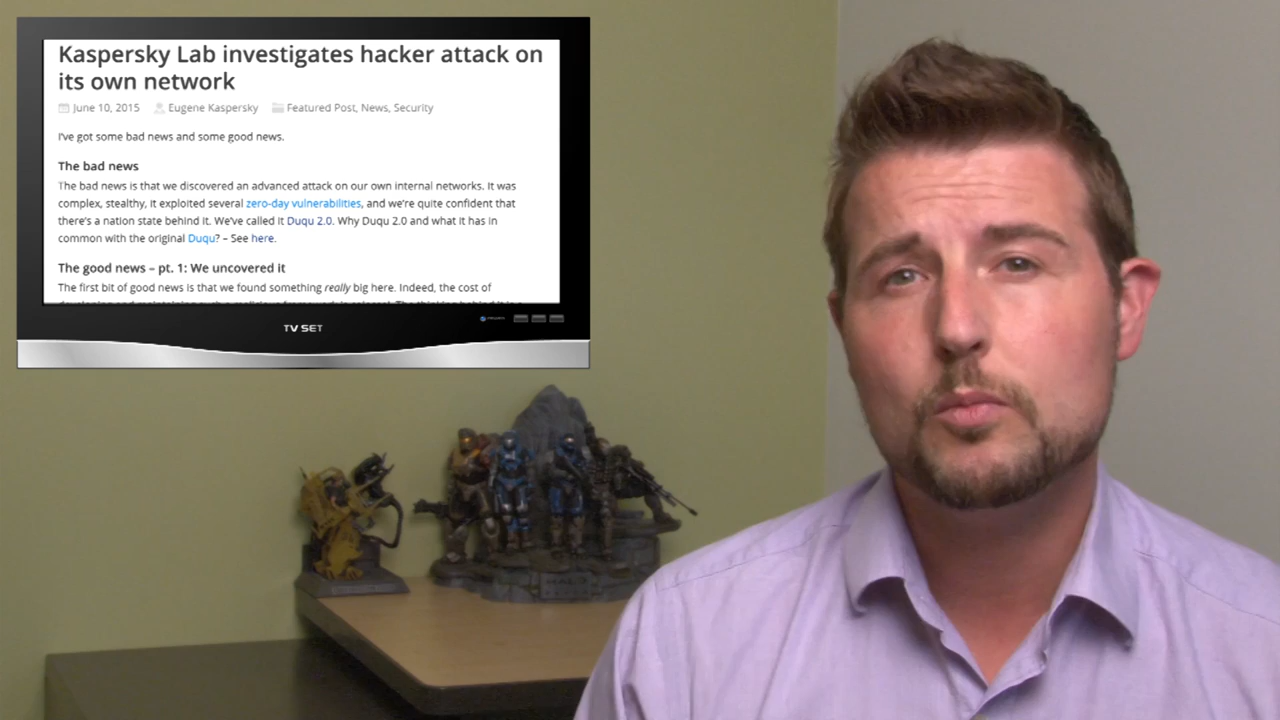 Kaspersky Lab investigates hacker attack on
its own network
June 10, 2015 Eugene Kaspersky Featured Post, News, Security
I've got some bad news and some good news.
The bad news
The bad news is that we discovered an advanced attack on our own internal networks. It was
complex, stealthy, it exploited several zero-day vulnerabilities, and we're quite confident that
there's a nation state behind it. We've called it Duqu 2.0. Why Duqu 2.0 and what it has in
common with the original Duqu? – See here.
The good news – pt. 1: We uncovered it
The first bit of good news is that we found something really big here. Indeed, the cost of
TV SET
HALO